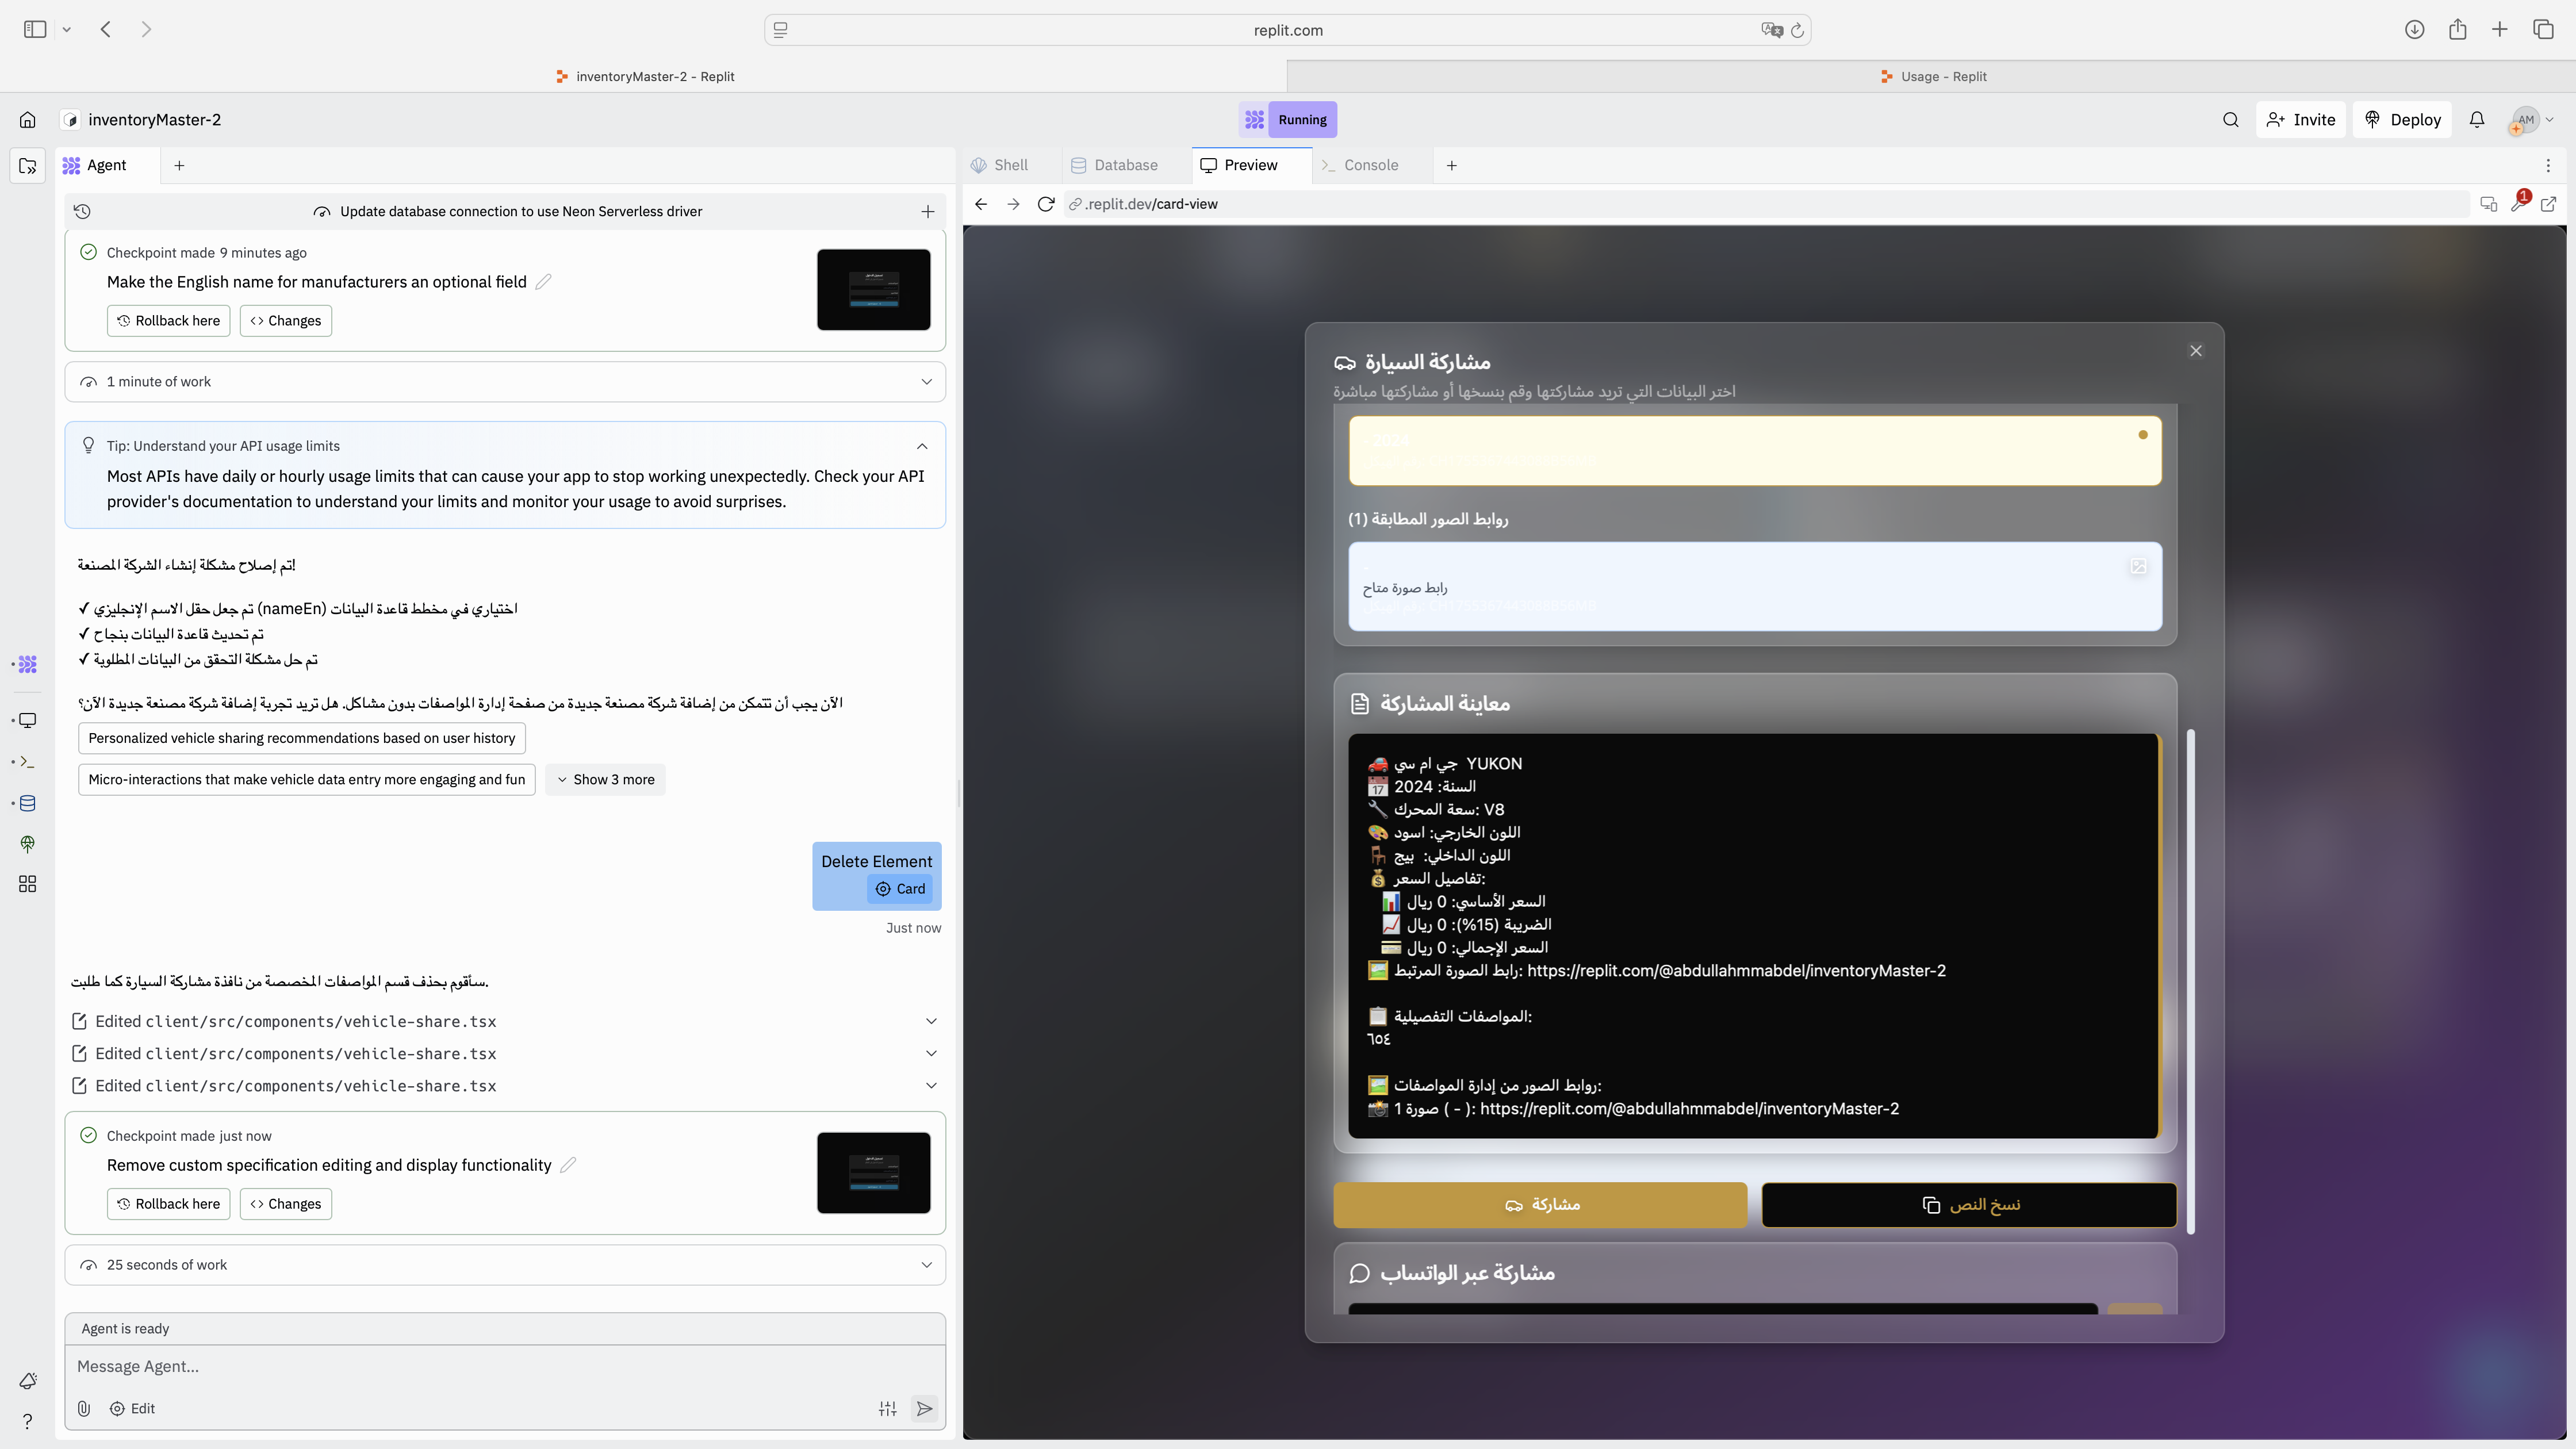 replit.com
inventoryMaster-2 - Replit
Usage - Replit
inventoryMaster-2
Running
Invite
Deploy
AM
Agent
Shell
Database
Preview
Console
Update database connection to use Neon Serverless driver
.replit.dev/card-view
1
Checkpoint made 9 minutes ago
Make the English name for manufacturers an optional field
Rollback here
Changes
1 minute of work
Tip: Understand your API usage limits
Most APIs have daily or hourly usage limits that can cause your app to stop working unexpectedly. Check your API
provider's documentation to understand your limits and monitor your usage to avoid surprises.
تم إصلاح مشكلة إنشاء الشركة المصنعة!
✓ تم جعل حقل الاسم الإنجليزي (nameEn) اختياري في مخطط قاعدة البيانات
✓ تم تحديث قاعدة البيانات بنجاح
✓ تم حل مشكلة التحقق من البيانات المطلوبة
الآن يجب أن تتمكن من إضافة شركة مصنعة جديدة من صفحة إدارة المواصفات بدون مشاكل. هل تريد تجربة إضافة شركة مصنعة جديدة الآن؟
Personalized vehicle sharing recommendations based on user history
Micro-interactions that make vehicle data entry more engaging and fun
Show 3 more
Delete Element
Card
Just now
سأقوم بحذف قسم المواصفات المخصصة من نافذة مشاركة السيارة كما طلبت.
Edited client/src/components/vehicle-share.tsx
Edited client/src/components/vehicle-share.tsx
Edited client/src/components/vehicle-share.tsx
Checkpoint made just now
Remove custom specification editing and display functionality
Rollback here
Changes
25 seconds of work
Agent is ready
Message Agent...
Edit
مشاركة السيارة
اختر البيانات التي تريد مشاركتها وقم بنسخها أو مشاركتها مباشرة
2024
روابط الصور المطابقة (1)
رابط صورة متاح
معاينة المشاركة
🚗 جي ام سي YUKON
📅 السنة: 2024
🔧 سعة المحرك: V8
🎨 اللون الخارجي: اسود
🪑 اللون الداخلي: بيج
💰 تفاصيل السعر:
📊 السعر الأساسي: 0 ريال
📈 الضريبة (15%): 0 ريال
💳 السعر الإجمالي: 0 ريال
🖼️ رابط الصورة المرتبط: https://replit.com/@abdullahmmabdel/inventoryMaster-2
📋 المواصفات التفصيلية:
٦٥٤
🖼️ روابط الصور من إدارة المواصفات:
📸 صورة 1 ( - ): https://replit.com/@abdullahmmabdel/inventoryMaster-2
مشاركة
نسخ النص
مشاركة عبر الواتساب